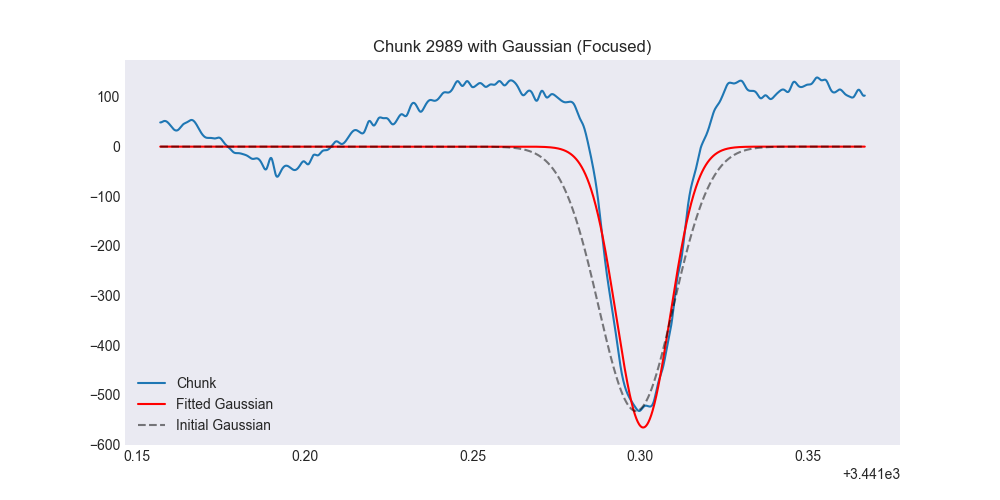 Chunk 2989 with Gaussian (Focused)
100
0
−100
−200
−300
−400
−500
−600
Chunk
Fitted Gaussian
Initial Gaussian
0.15 0.20 0.25 0.30 0.35
+3.441e3